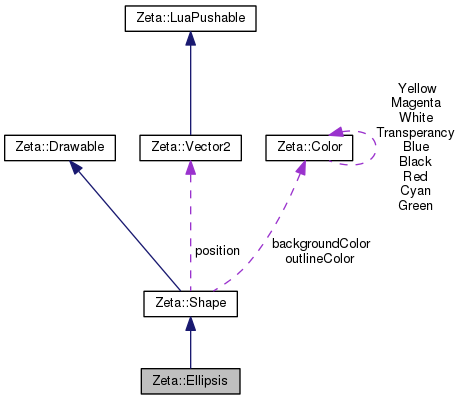 Zeta::LuaPushable
Yellow
Magenta
White
Transperancy
Blue
Black
Red
Cyan
Green
Zeta::Drawable
Zeta::Vector2
Zeta::Color
position
backgroundColor
outlineColor
Zeta::Shape
Zeta::Ellipsis